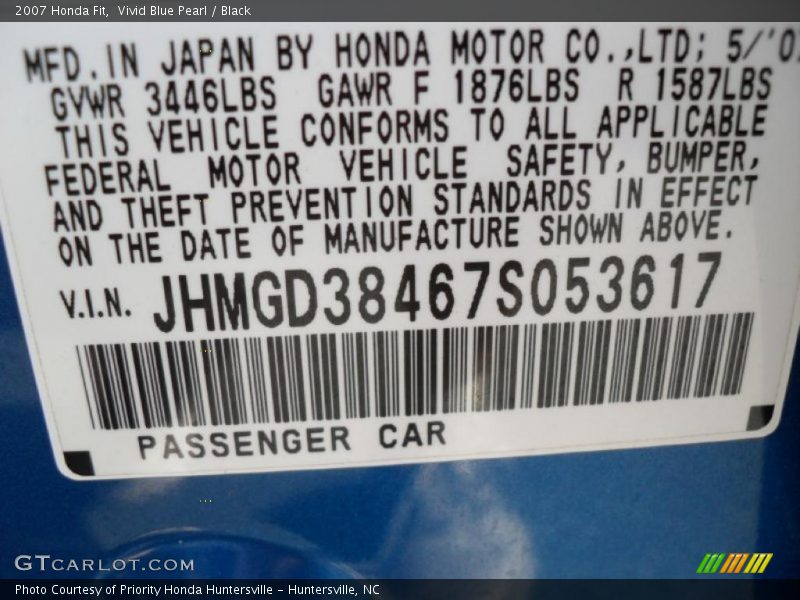 2007 Honda Fit, Vivid Blue Pearl / Black
MFD. IN JAPAN BY HONDA MOTOR CO.,LTD; 5/'0
GVWR 3446LBS GAWR F 1876LBS R 1587LBS
THIS VEHICLE CONFORMS TO ALL APPLICABLE
FEDERAL MOTOR VEHICLE SAFETY, BUMPER,
AND THEFT PREVENTION STANDARDS IN EFFECT
ON THE DATE OF MANUFACTURE SHOWN ABOVE.
V.I.N. JHMGD38467S053617
PASSENGER CAR
GTCARLOT.COM
Photo Courtesy of Priority Honda Huntersville - Huntersville, NC